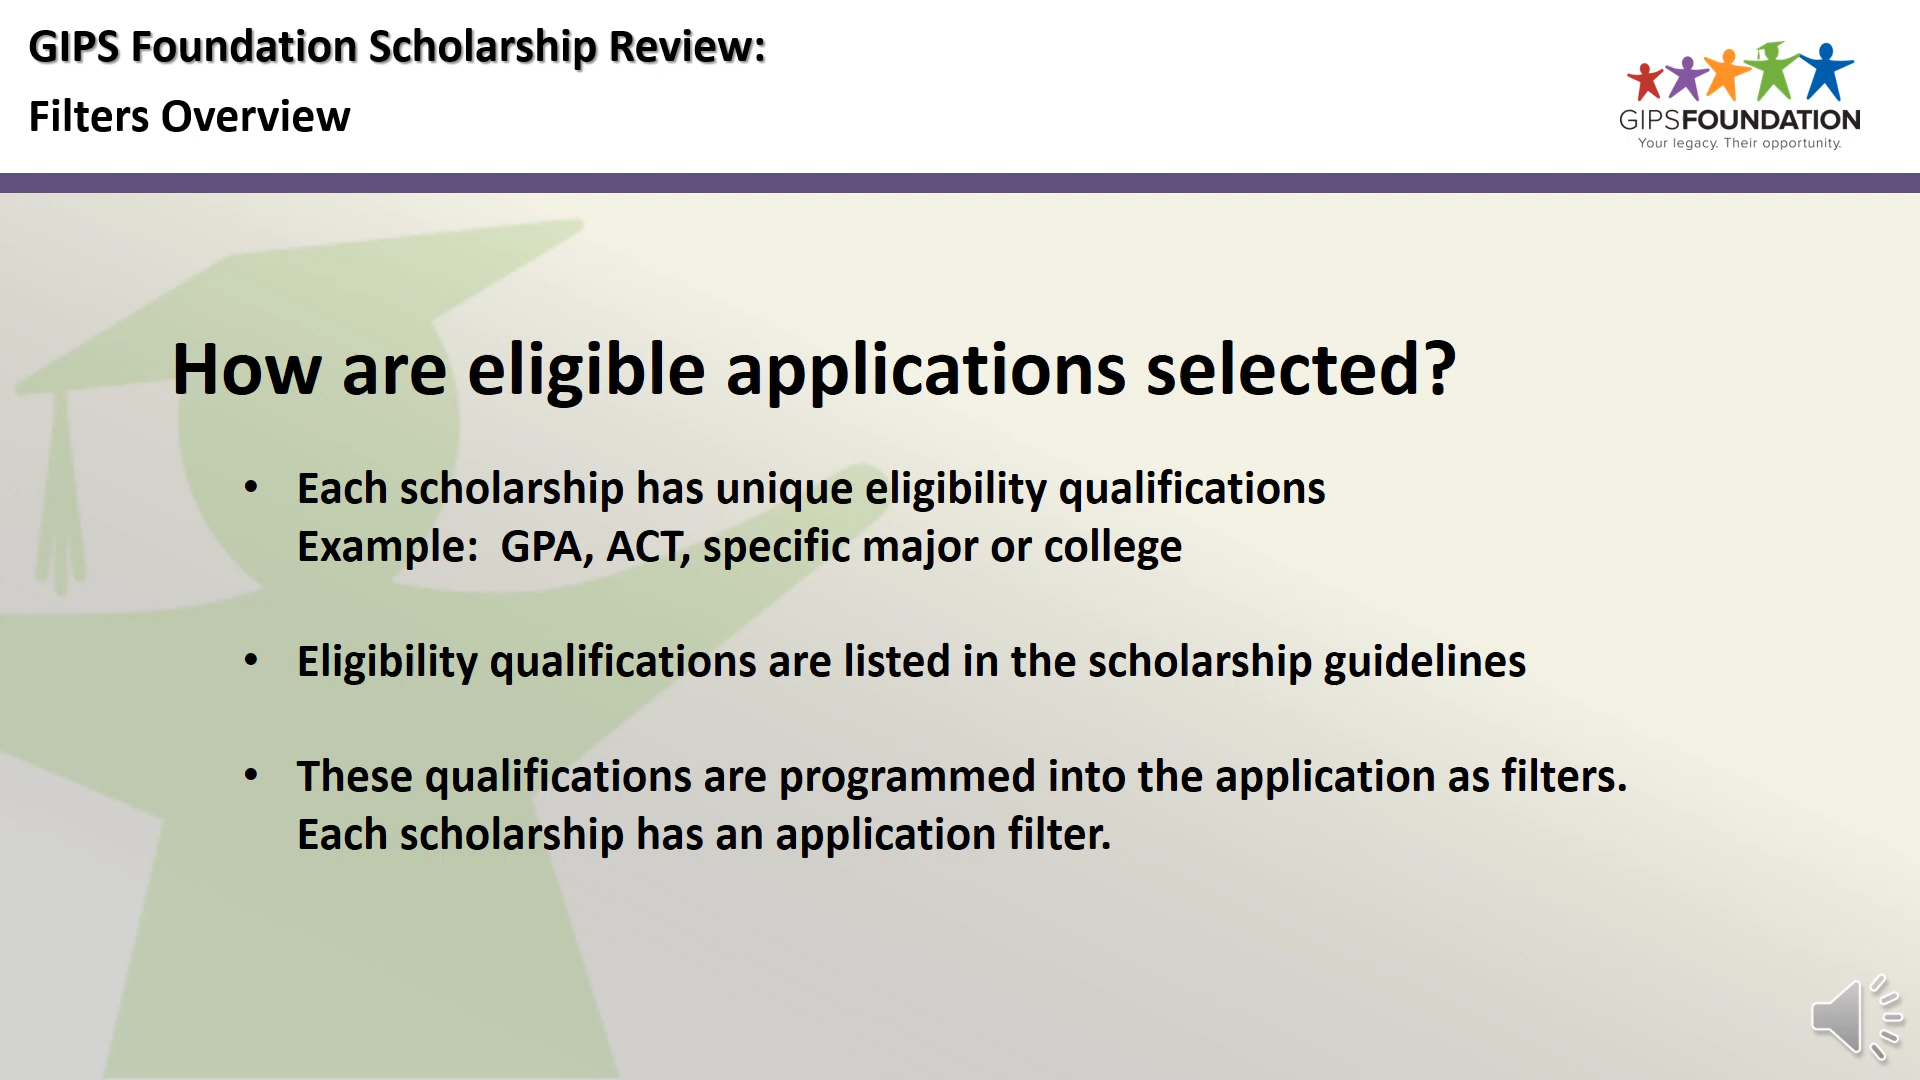 GIPS Foundation Scholarship Review:
Filters Overview
GIPSFOUNDATION
Your legacy. Their opportunity.
How are eligible applications selected?
• Each scholarship has unique eligibility qualifications
Example:  GPA, ACT, specific major or college
• Eligibility qualifications are listed in the scholarship guidelines
• These qualifications are programmed into the application as filters.
Each scholarship has an application filter.